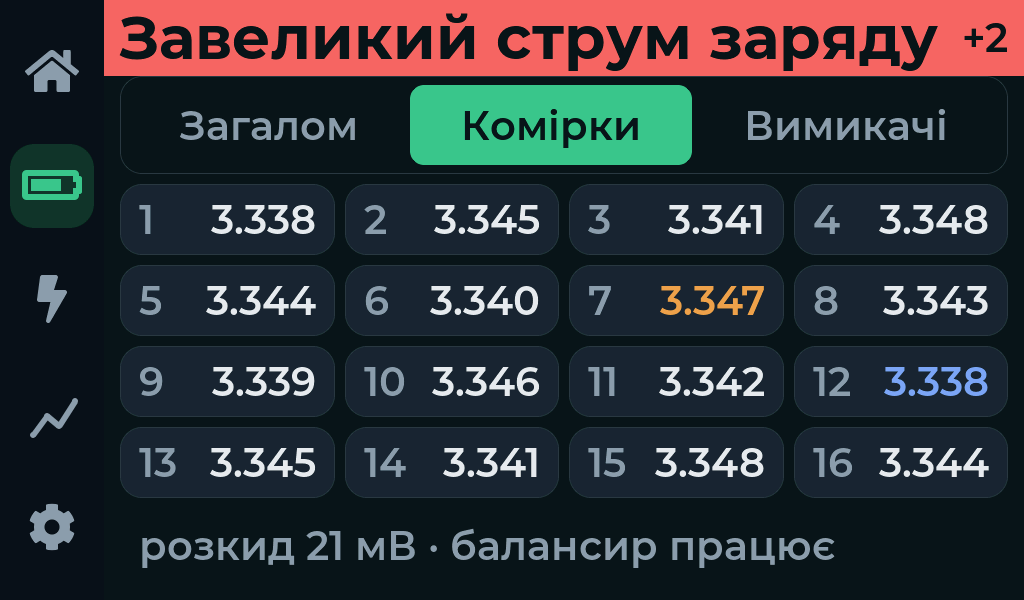 Завеликий струм заряду +2
Загалом Комірки Вимикачі
1 3.338 2 3.345 3 3.341 4 3.348
5 3.344 6 3.340 7 3.347 8 3.343
9 3.339 10 3.346 11 3.342 12 3.338
13 3.345 14 3.341 15 3.348 16 3.344
розкид 21 мВ · балансир працює